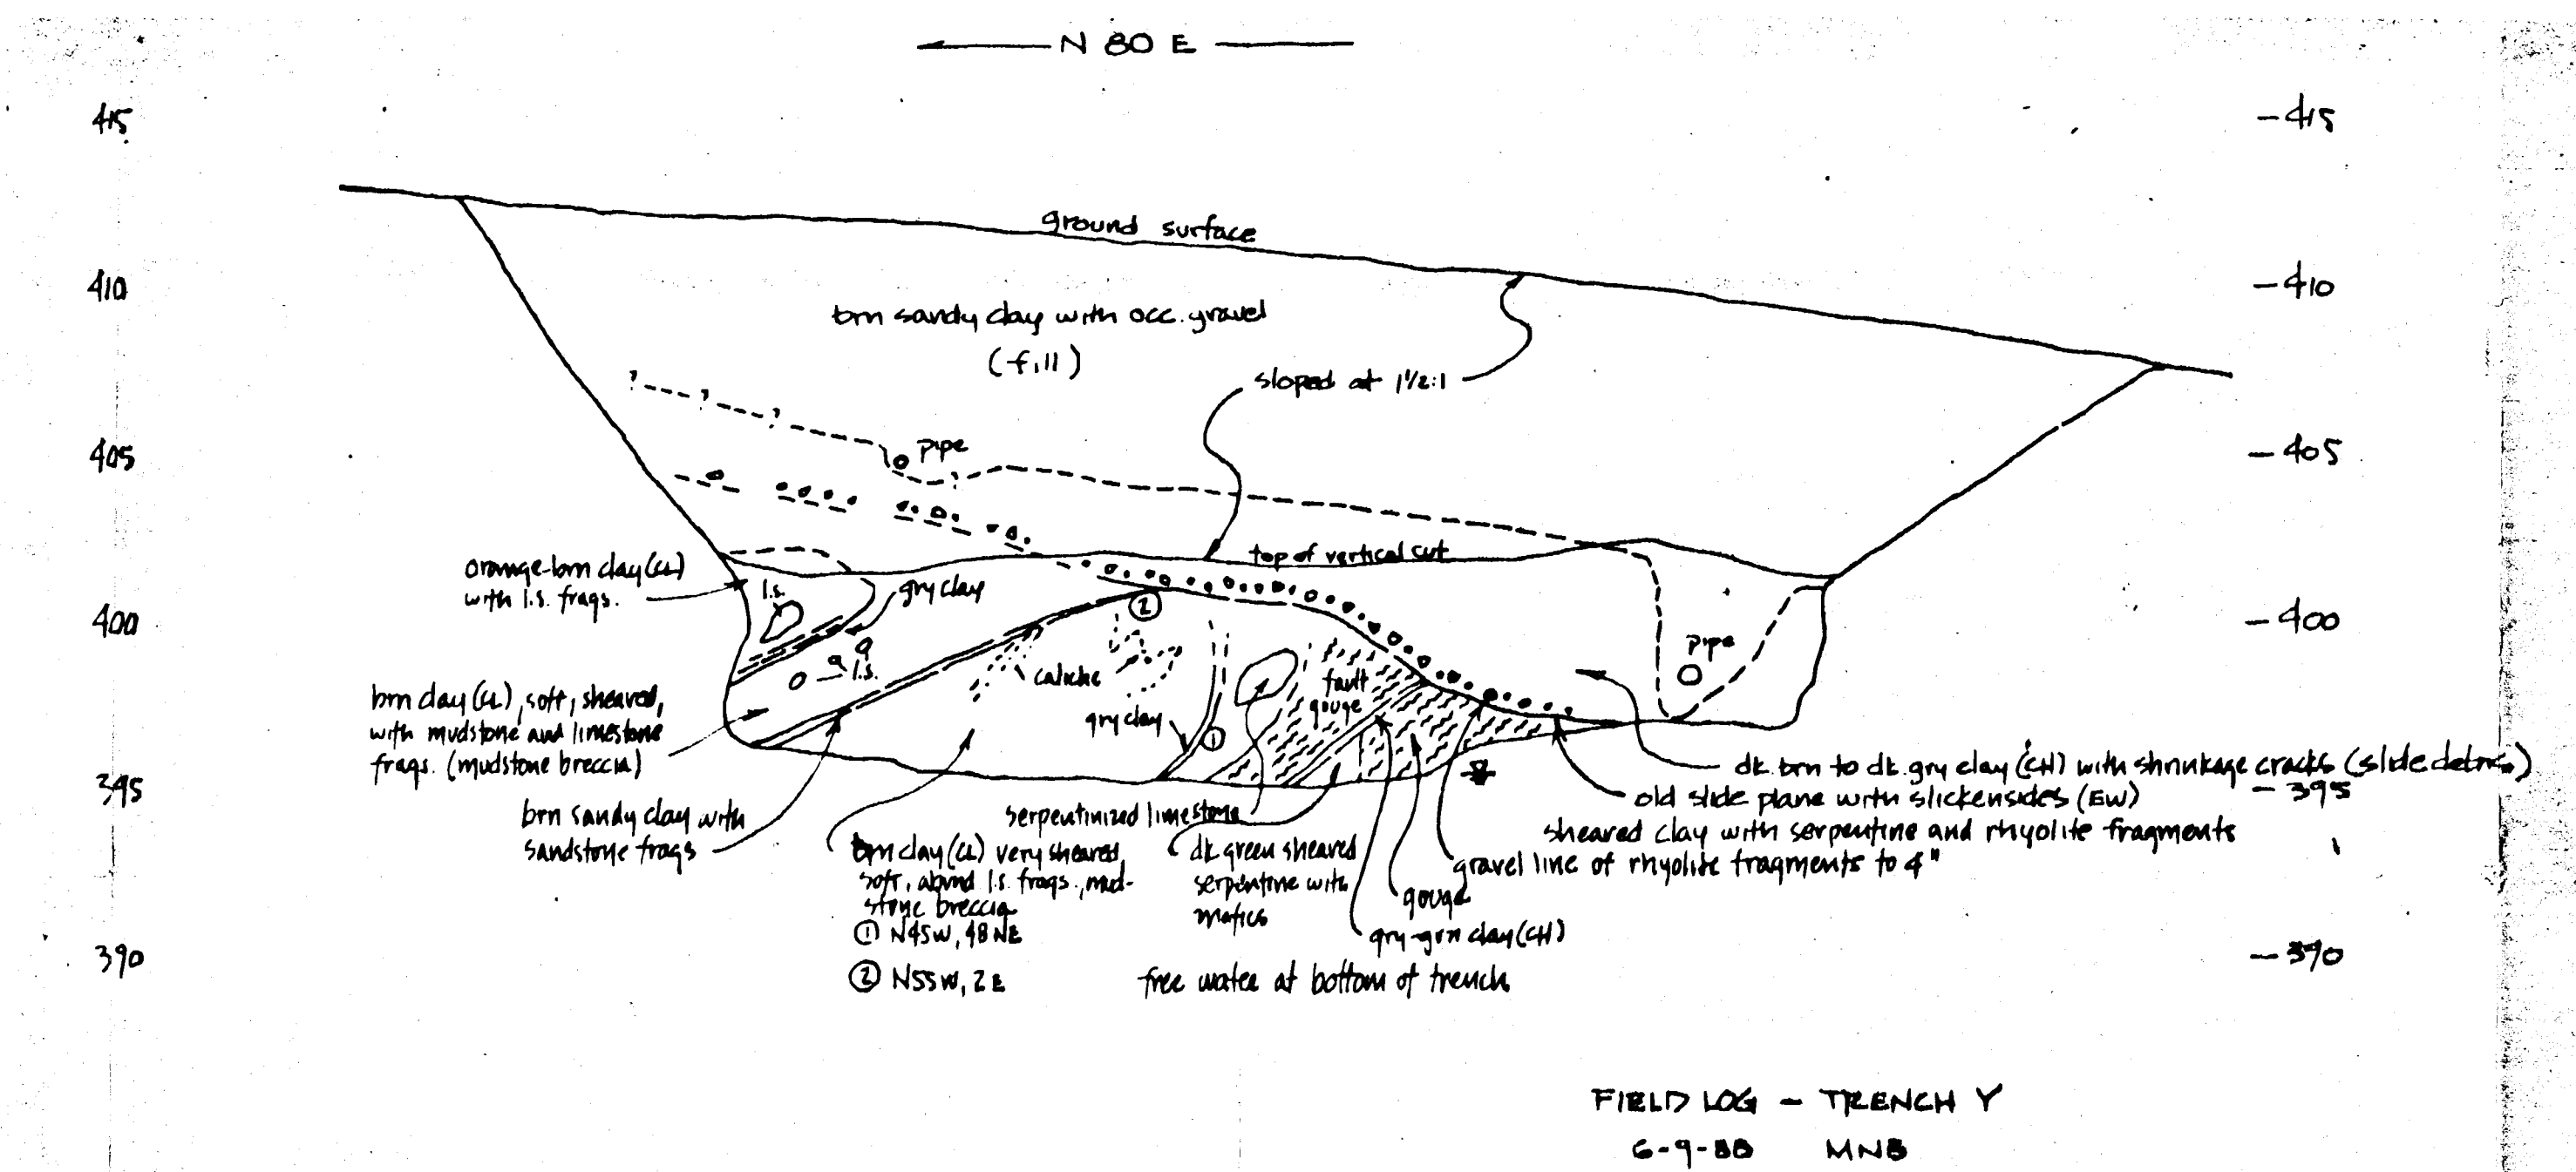 N 80 E
415
-415
ground surface
410
-410
brn sandy clay with occ. gravel
(fill)
sloped at 1 1/2:1
? ? ?
405
pipe
-405
?
top of vertical cut
orange-brn clay (CL)
with l.s. frags.
l.s.
gry clay
400
②
-400
pipe
l.s.
caliche
fault
gouge
brn clay (CL), soft, sheared,
with mudstone and limestone
frags. (mudstone breccia)
gry clay
①
395
dk. brn to dk. gry clay (CH) with shrinkage cracks (slide debris)
-395
old slide plane with slickensides (EW)
brn sandy clay with
sandstone frags
serpentinized limestone
sheared clay with serpentine and rhyolite fragments
brn clay (CL) very sheared,
soft, abund l.s. frags., mud-
stone breccia
dk green sheared
serpentine with
mafics
gravel line of rhyolite fragments to 4"
gouge
gry-grn clay (CH)
① N45W, 48NE
② N55W, 2E
390
-390
free water at bottom of trench
FIELD LOG - TRENCH Y
6-9-88 MNB